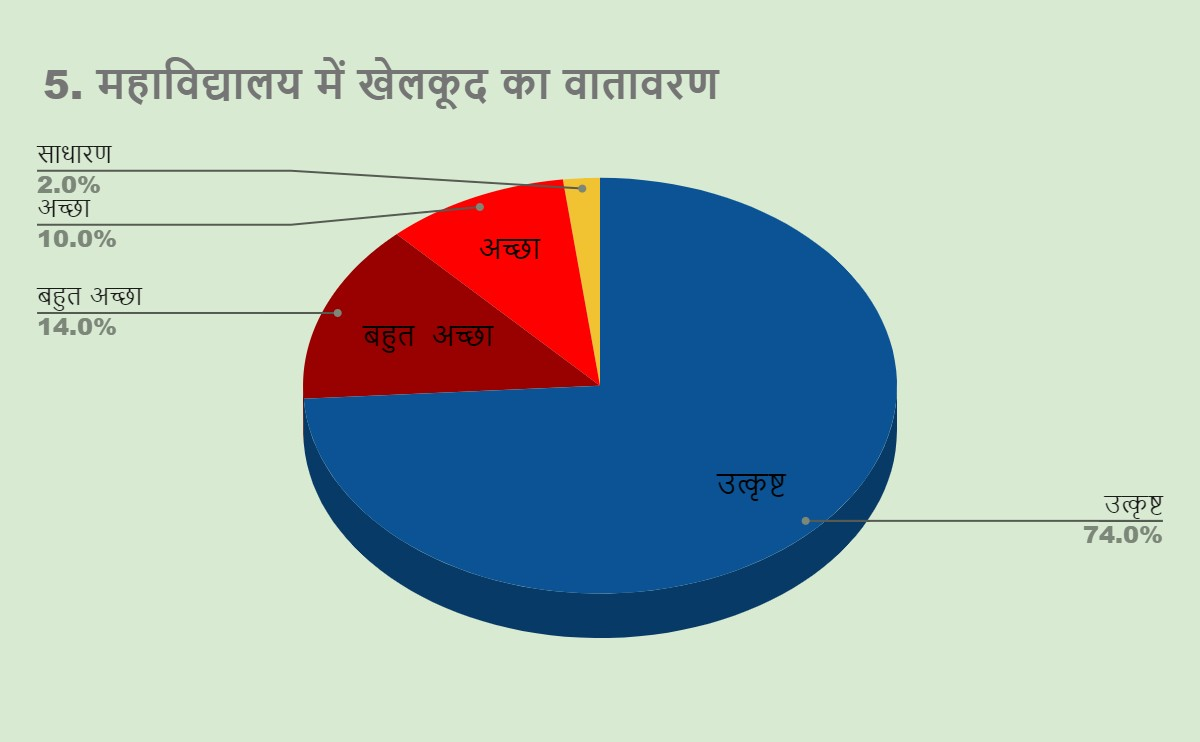 5. महाविद्यालय में खेलकूद का वातावरण
साधारण
2.0%
अच्छा
10.0%
अच्छा
बहुत अच्छा
14.0%
बहुत अच्छा
उत्कृष्ट
उत्कृष्ट
74.0%